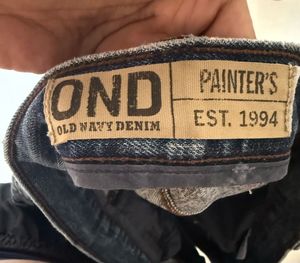 OND
OLD NAVY DENIM
PAINTER'S
EST. 1994